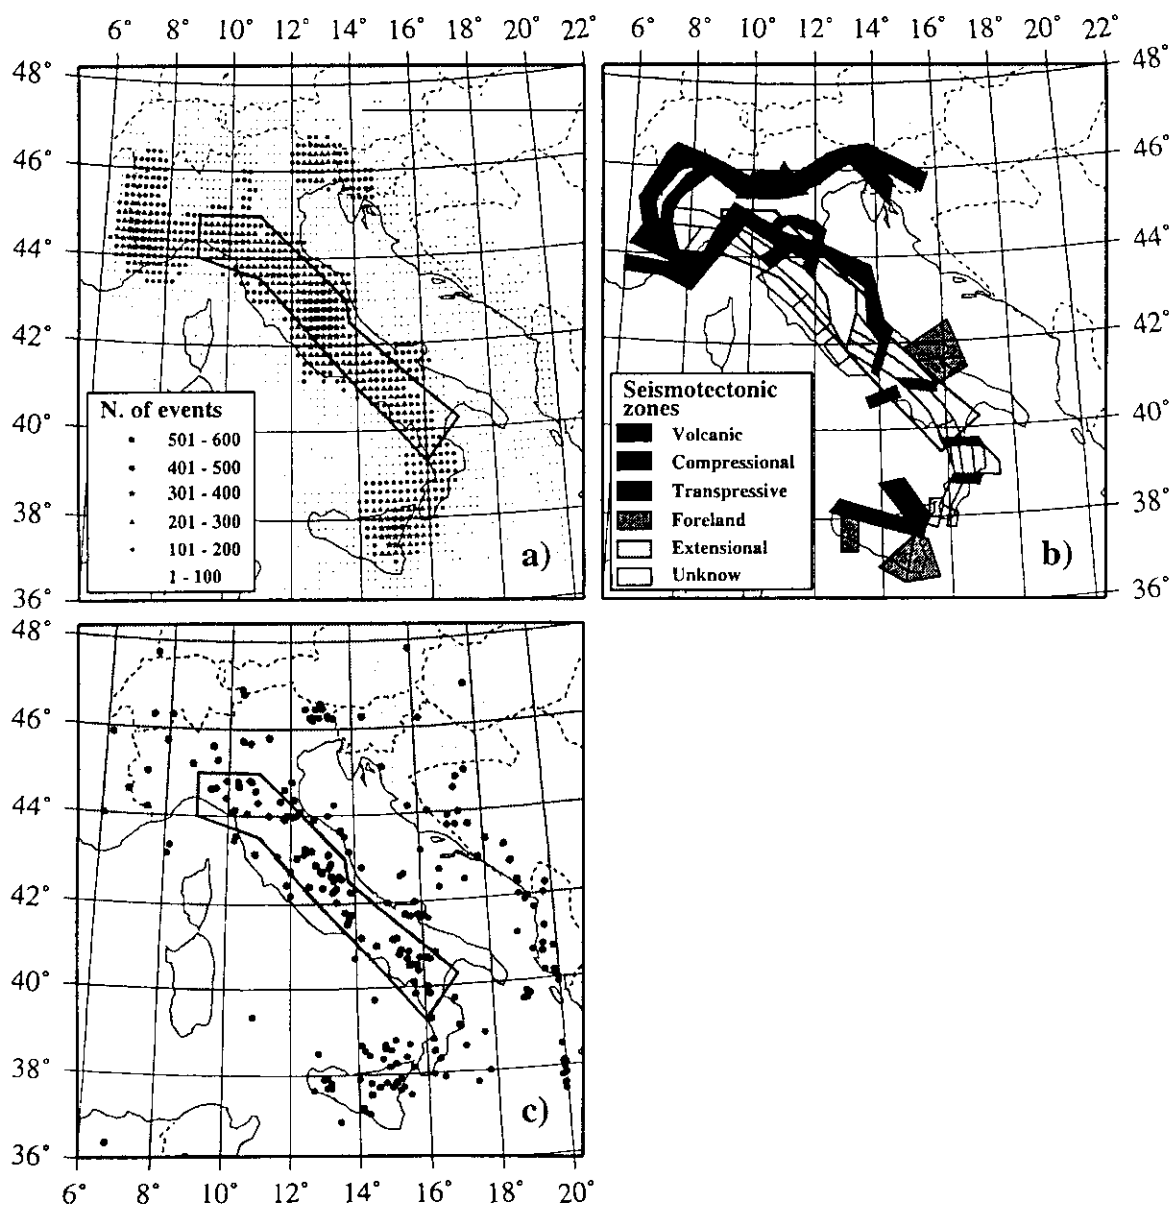 6° 8° 10° 12° 14° 16° 18° 20° 22°
6° 8° 10° 12° 14° 16° 18° 20° 22°
48°
46°
44°
42°
40°
38°
36°
N. of events
501 - 600
401 - 500
301 - 400
201 - 300
101 - 200
1 - 100
a)
Seismotectonic
zones
Volcanic
Compressional
Transpressive
Foreland
Extensional
Unknow
b)
48°
46°
44°
42°
40°
38°
36°
48°
46°
44°
42°
40°
38°
36°
c)
6° 8° 10° 12° 14° 16° 18° 20°